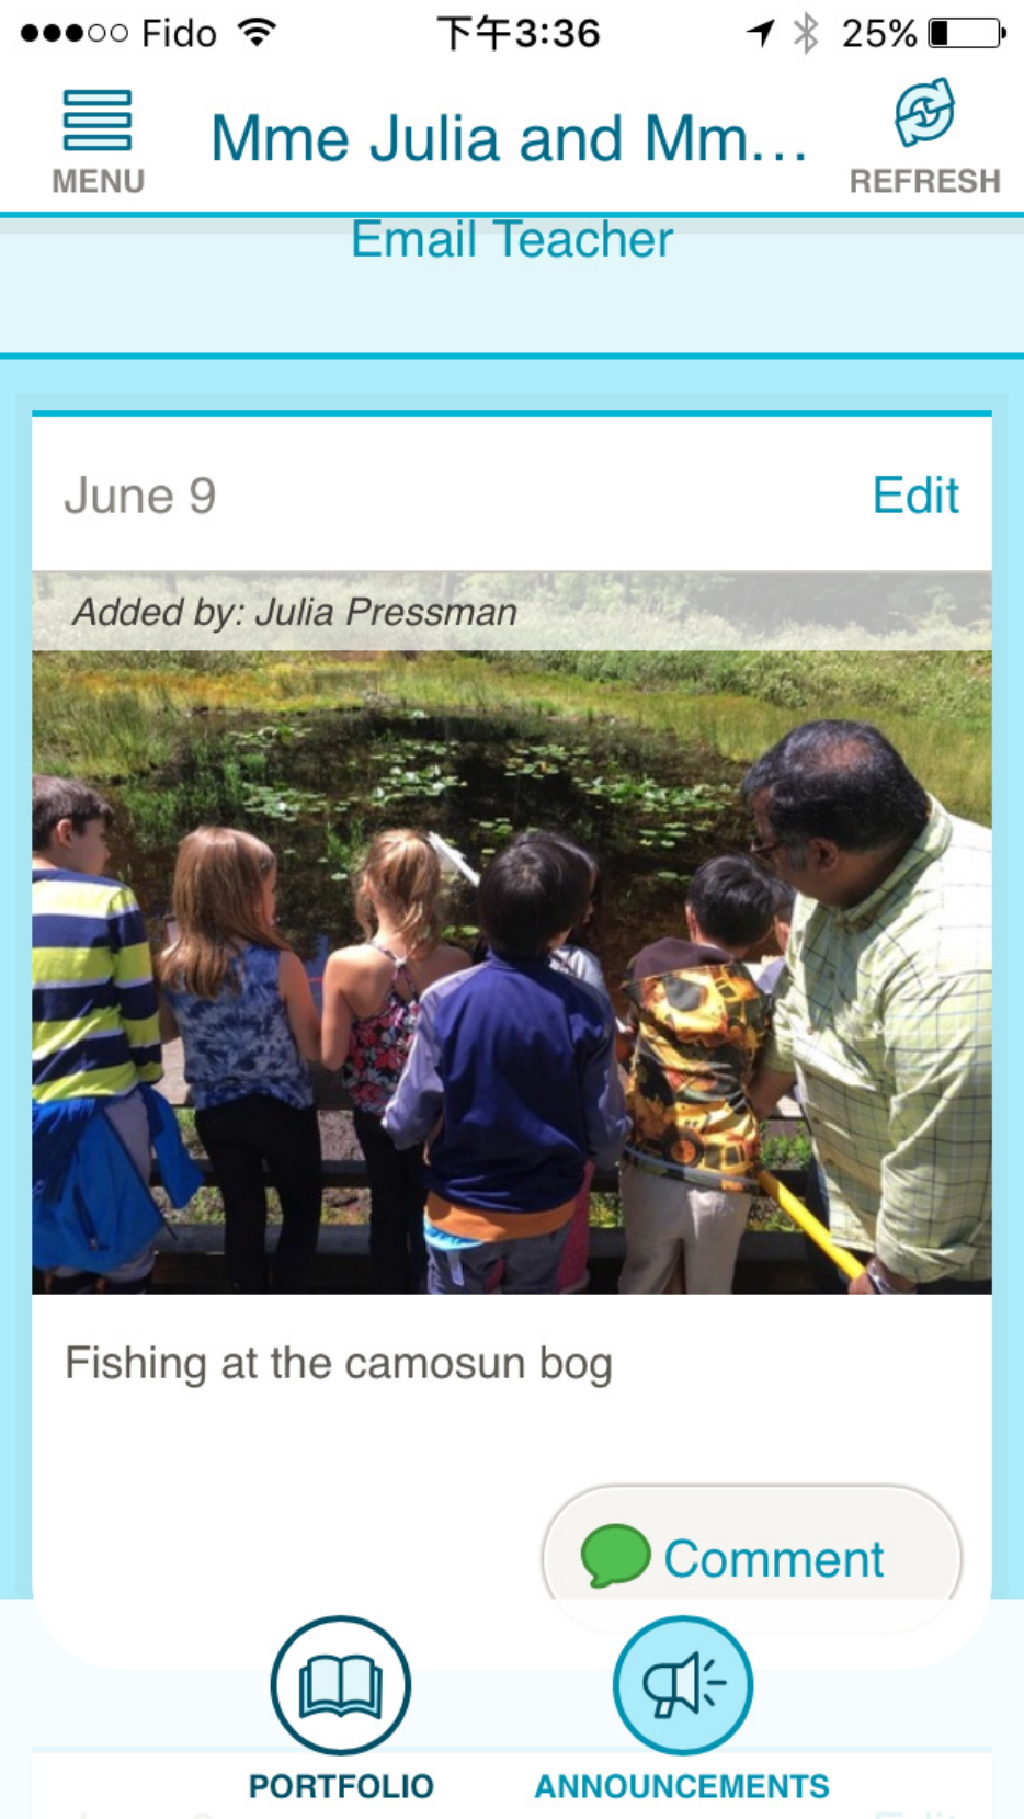 Fido 下午3:36 25%
MENU
Mme Julia and Mm...
REFRESH
Email Teacher
June 9
Edit
Added by: Julia Pressman
Fishing at the camosun bog
Comment
PORTFOLIO
ANNOUNCEMENTS